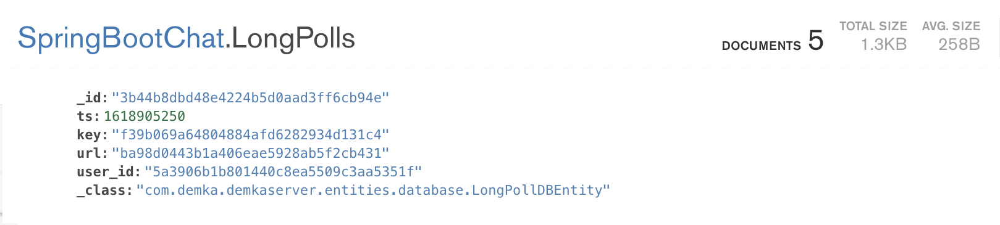 SpringBootChat.LongPolls
DOCUMENTS 5
TOTAL SIZE
1.3KB
AVG. SIZE
258B
_id: "3b44b8dbd48e4224b5d0aad3ff6cb94e"
ts: 1618905250
key: "f39b069a64804884afd6282934d131c4"
url: "ba98d0443b1a406eae5928ab5f2cb431"
user_id: "5a3906b1b801440c8ea5509c3aa5351f"
_class: "com.demka.demkaserver.entities.database.LongPollDBEntity"